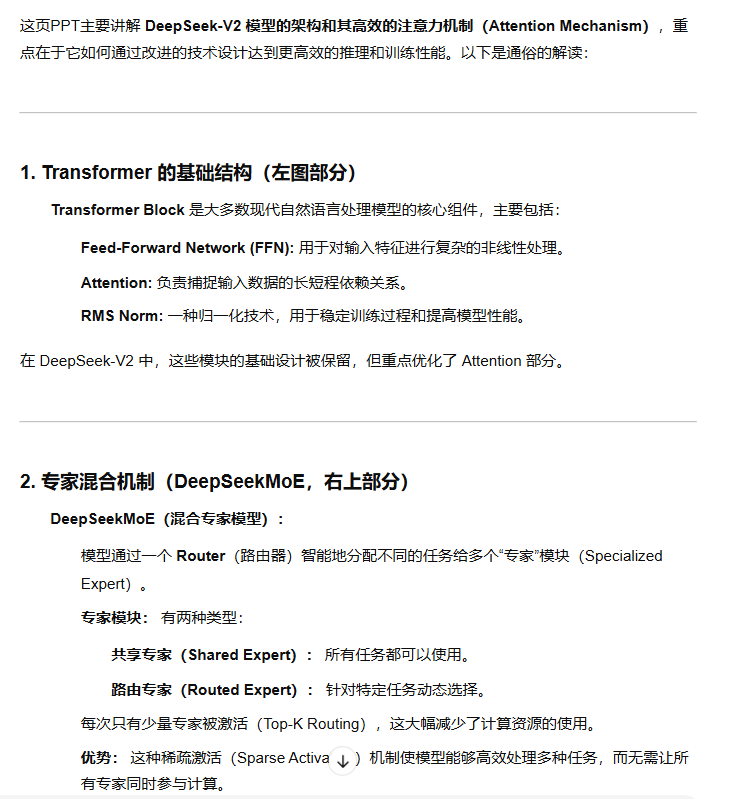 这页PPT主要讲解 DeepSeek-V2 模型的架构和其高效的注意力机制（Attention Mechanism），重
点在于它如何通过改进的技术设计达到更高效的推理和训练性能。以下是通俗的解读：
1. Transformer 的基础结构（左图部分）
Transformer Block 是大多数现代自然语言处理模型的核心组件，主要包括：
Feed-Forward Network (FFN): 用于对输入特征进行复杂的非线性处理。
Attention: 负责捕捉输入数据的长短程依赖关系。
RMS Norm: 一种归一化技术，用于稳定训练过程和提高模型性能。
在 DeepSeek-V2 中，这些模块的基础设计被保留，但重点优化了 Attention 部分。
2. 专家混合机制（DeepSeekMoE，右上部分）
DeepSeekMoE（混合专家模型）：
模型通过一个 Router（路由器）智能地分配不同的任务给多个“专家”模块（Specialized
Expert）。
专家模块： 有两种类型：
共享专家（Shared Expert）： 所有任务都可以使用。
路由专家（Routed Expert）： 针对特定任务动态选择。
每次只有少量专家被激活（Top-K Routing），这大幅减少了计算资源的使用。
优势： 这种稀疏激活（Sparse Activa）机制使模型能够高效处理多种任务，而无需让所
有专家同时参与计算。